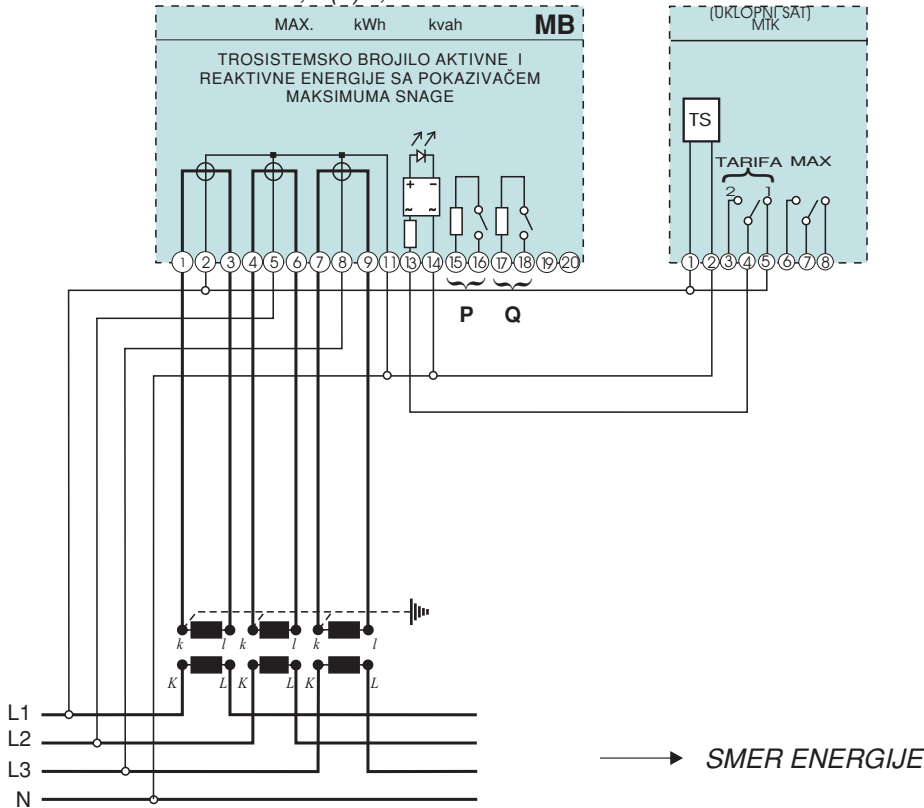 MAX. kWh kvah MB
TROSISTEMSKO BROJILO AKTIVNE I
REAKTIVNE ENERGIJE SA POKAZIVAČEM
MAKSIMUMA SNAGE
+ −
~ ~
1 2 3 4 5 6 7 8 9 11 13 14 15 16 17 18 19 20
P Q
(UKLOPNI SAT)
MTK
TS
TARIFA MAX
2 1
1 2 3 4 5 6 7 8
k l k l k l
K L K L K L
L1
L2
L3
N
SMER ENERGIJE